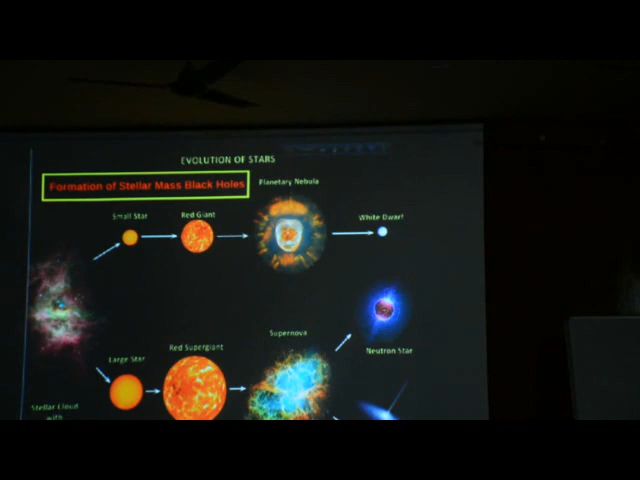 EVOLUTION OF STARS
Formation of Stellar Mass Black Holes
Planetary Nebula
Small Star
Red Giant
White Dwarf
Supernova
Neutron Star
Large Star
Red Supergiant
Stellar Cloud
with